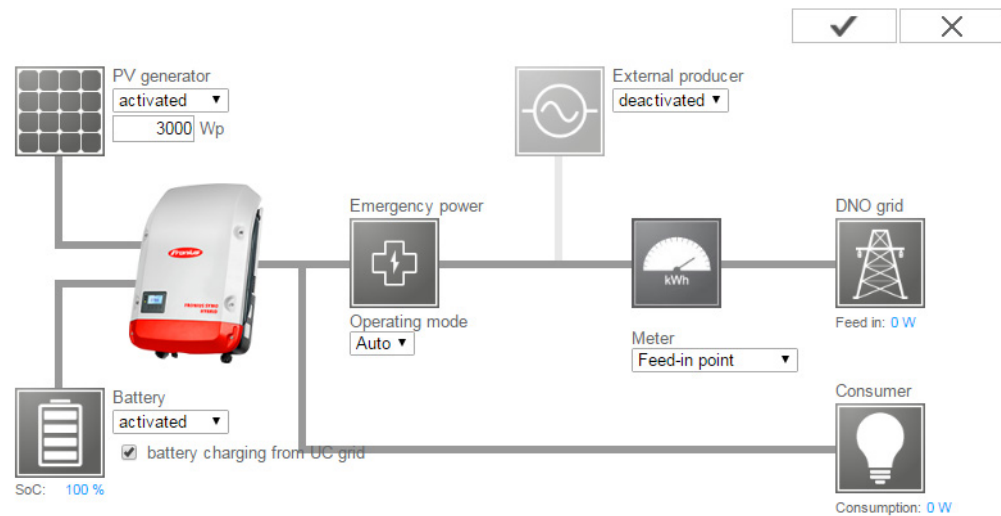 PV generator
activated
3000 Wp
External producer
deactivated
Emergency power
Operating mode
Auto
Fronius
kWh
Meter
Feed-in point
DNO grid
Feed in: 0 W
Battery
activated
battery charging from UC grid
SoC: 100 %
Consumer
Consumption: 0 W